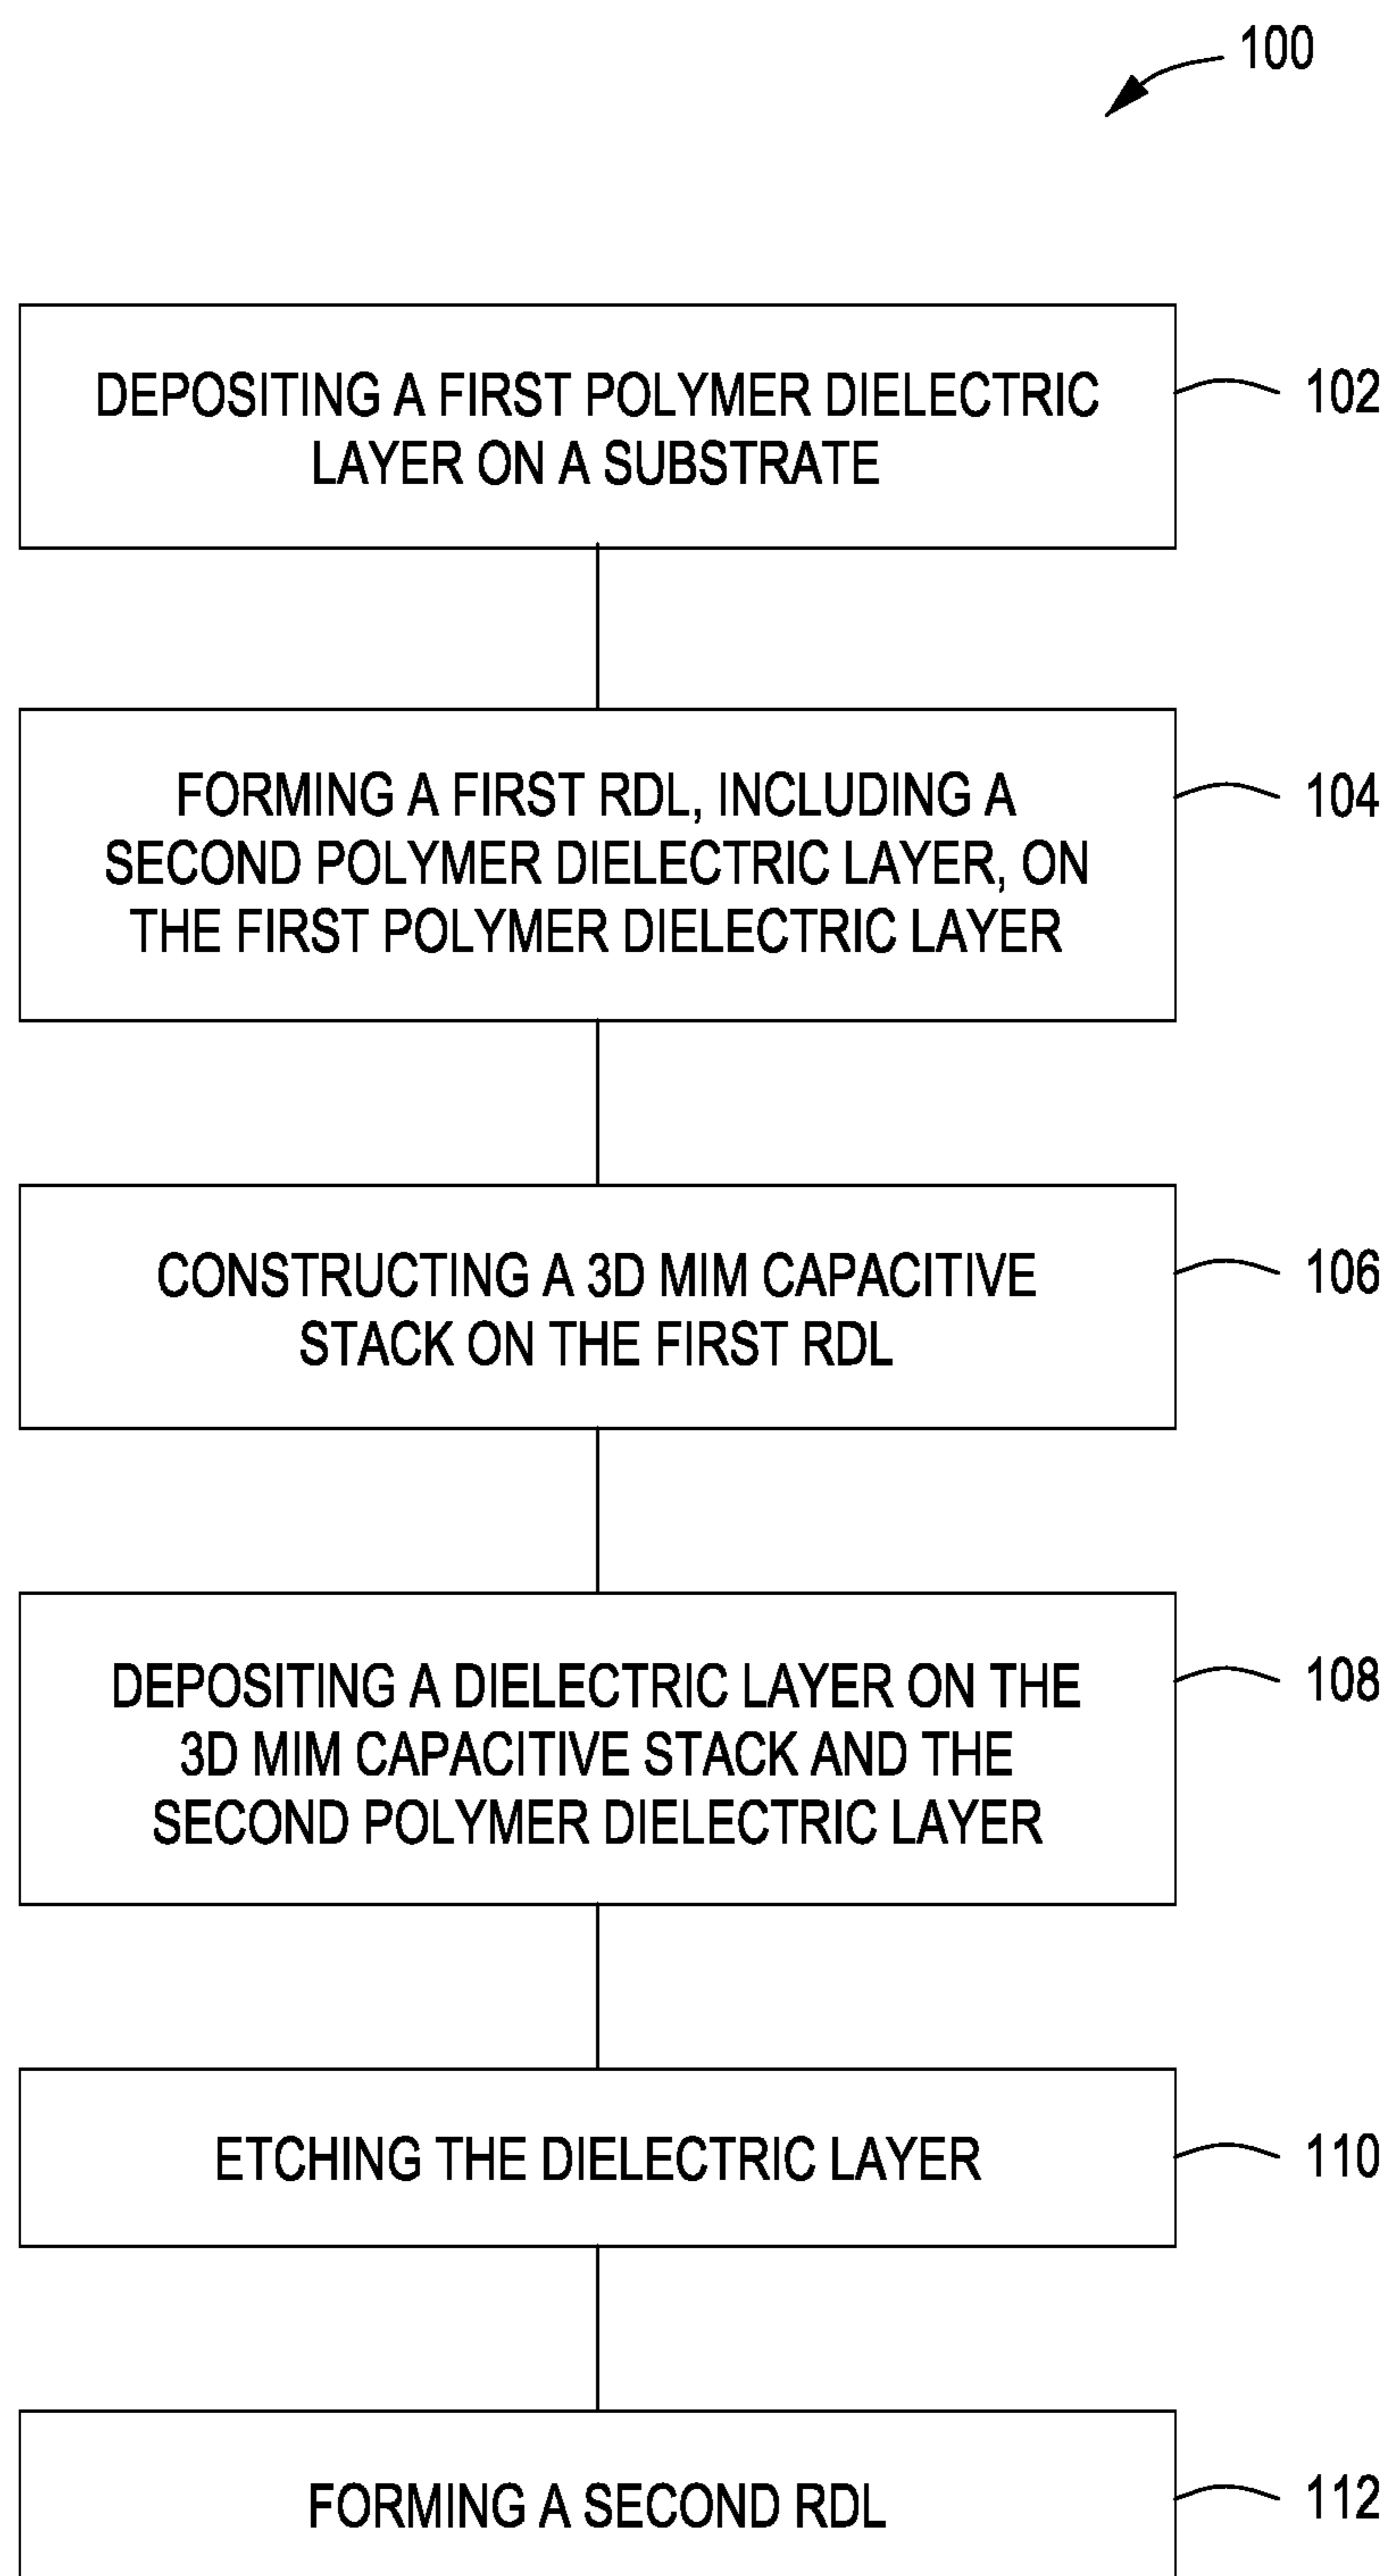 100
DEPOSITING A FIRST POLYMER DIELECTRIC
LAYER ON A SUBSTRATE
102
FORMING A FIRST RDL, INCLUDING A
SECOND POLYMER DIELECTRIC LAYER, ON
THE FIRST POLYMER DIELECTRIC LAYER
104
CONSTRUCTING A 3D MIM CAPACITIVE
STACK ON THE FIRST RDL
106
DEPOSITING A DIELECTRIC LAYER ON THE
3D MIM CAPACITIVE STACK AND THE
SECOND POLYMER DIELECTRIC LAYER
108
ETCHING THE DIELECTRIC LAYER
110
FORMING A SECOND RDL
112